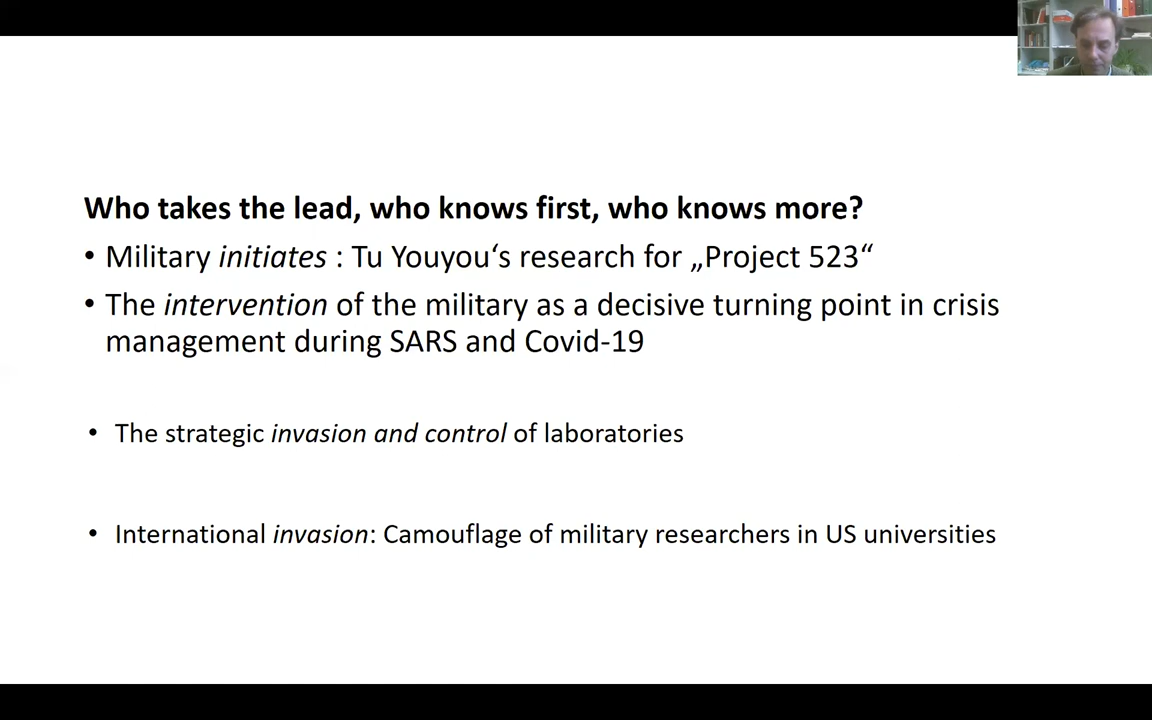 Who takes the lead, who knows first, who knows more?
• Military initiates : Tu Youyou‘s research for „Project 523“
• The intervention of the military as a decisive turning point in crisis
management during SARS and Covid-19
• The strategic invasion and control of laboratories
• International invasion: Camouflage of military researchers in US universities